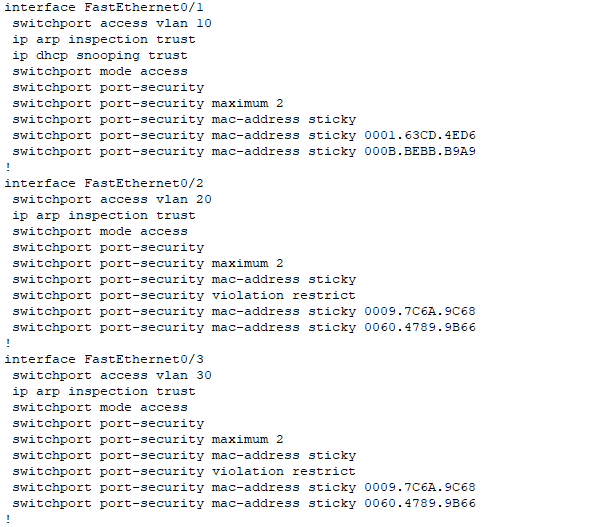 interface FastEthernet0/1
switchport access vlan 10
ip arp inspection trust
ip dhcp snooping trust
switchport mode access
switchport port-security
switchport port-security maximum 2
switchport port-security mac-address sticky
switchport port-security mac-address sticky 0001.63CD.4ED6
switchport port-security mac-address sticky 000B.BEBB.B9A9
!
interface FastEthernet0/2
switchport access vlan 20
ip arp inspection trust
switchport mode access
switchport port-security
switchport port-security maximum 2
switchport port-security mac-address sticky
switchport port-security violation restrict
switchport port-security mac-address sticky 0009.7C6A.9C68
switchport port-security mac-address sticky 0060.4789.9B66
!
interface FastEthernet0/3
switchport access vlan 30
ip arp inspection trust
switchport mode access
switchport port-security
switchport port-security maximum 2
switchport port-security mac-address sticky
switchport port-security violation restrict
switchport port-security mac-address sticky 0009.7C6A.9C68
switchport port-security mac-address sticky 0060.4789.9B66
!